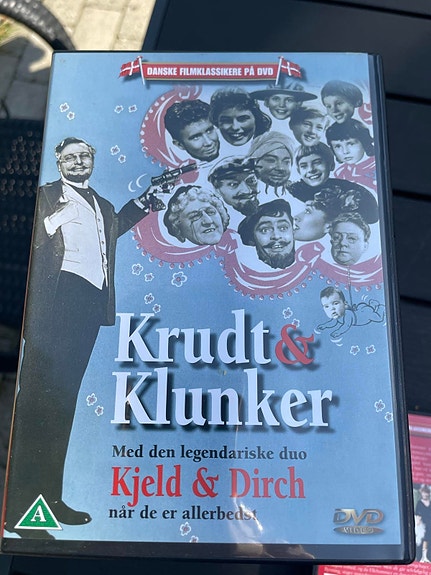 DANSKE FILMKLASSIKERE PÅ DVD
Krudt &
Klunker
Med den legendariske duo
Kjeld & Dirch
når de er allerbedst
A
DVD